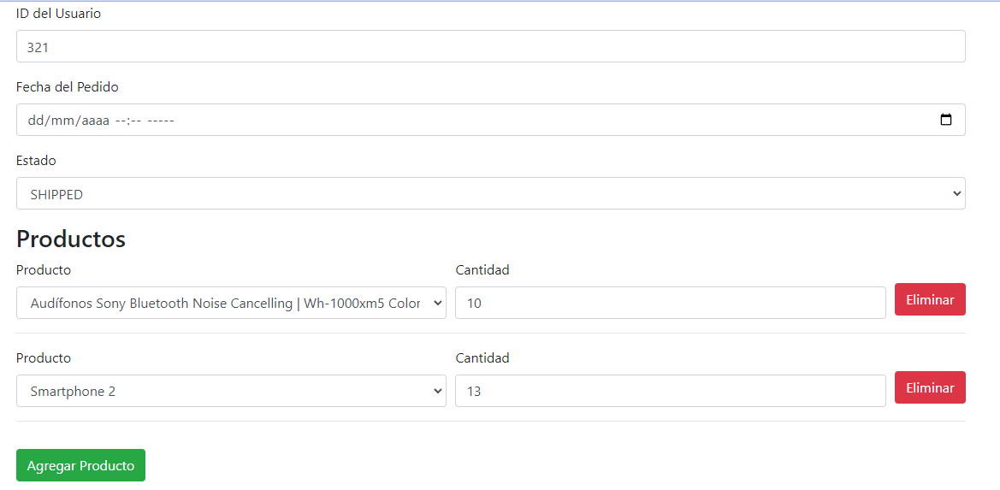 ID del Usuario
321
Fecha del Pedido
dd/mm/aaaa --:-- -----
Estado
SHIPPED
Productos
Producto Cantidad
Audífonos Sony Bluetooth Noise Cancelling | Wh-1000xm5 Color 10 Eliminar
Producto Cantidad
Smartphone 2 13 Eliminar
Agregar Producto